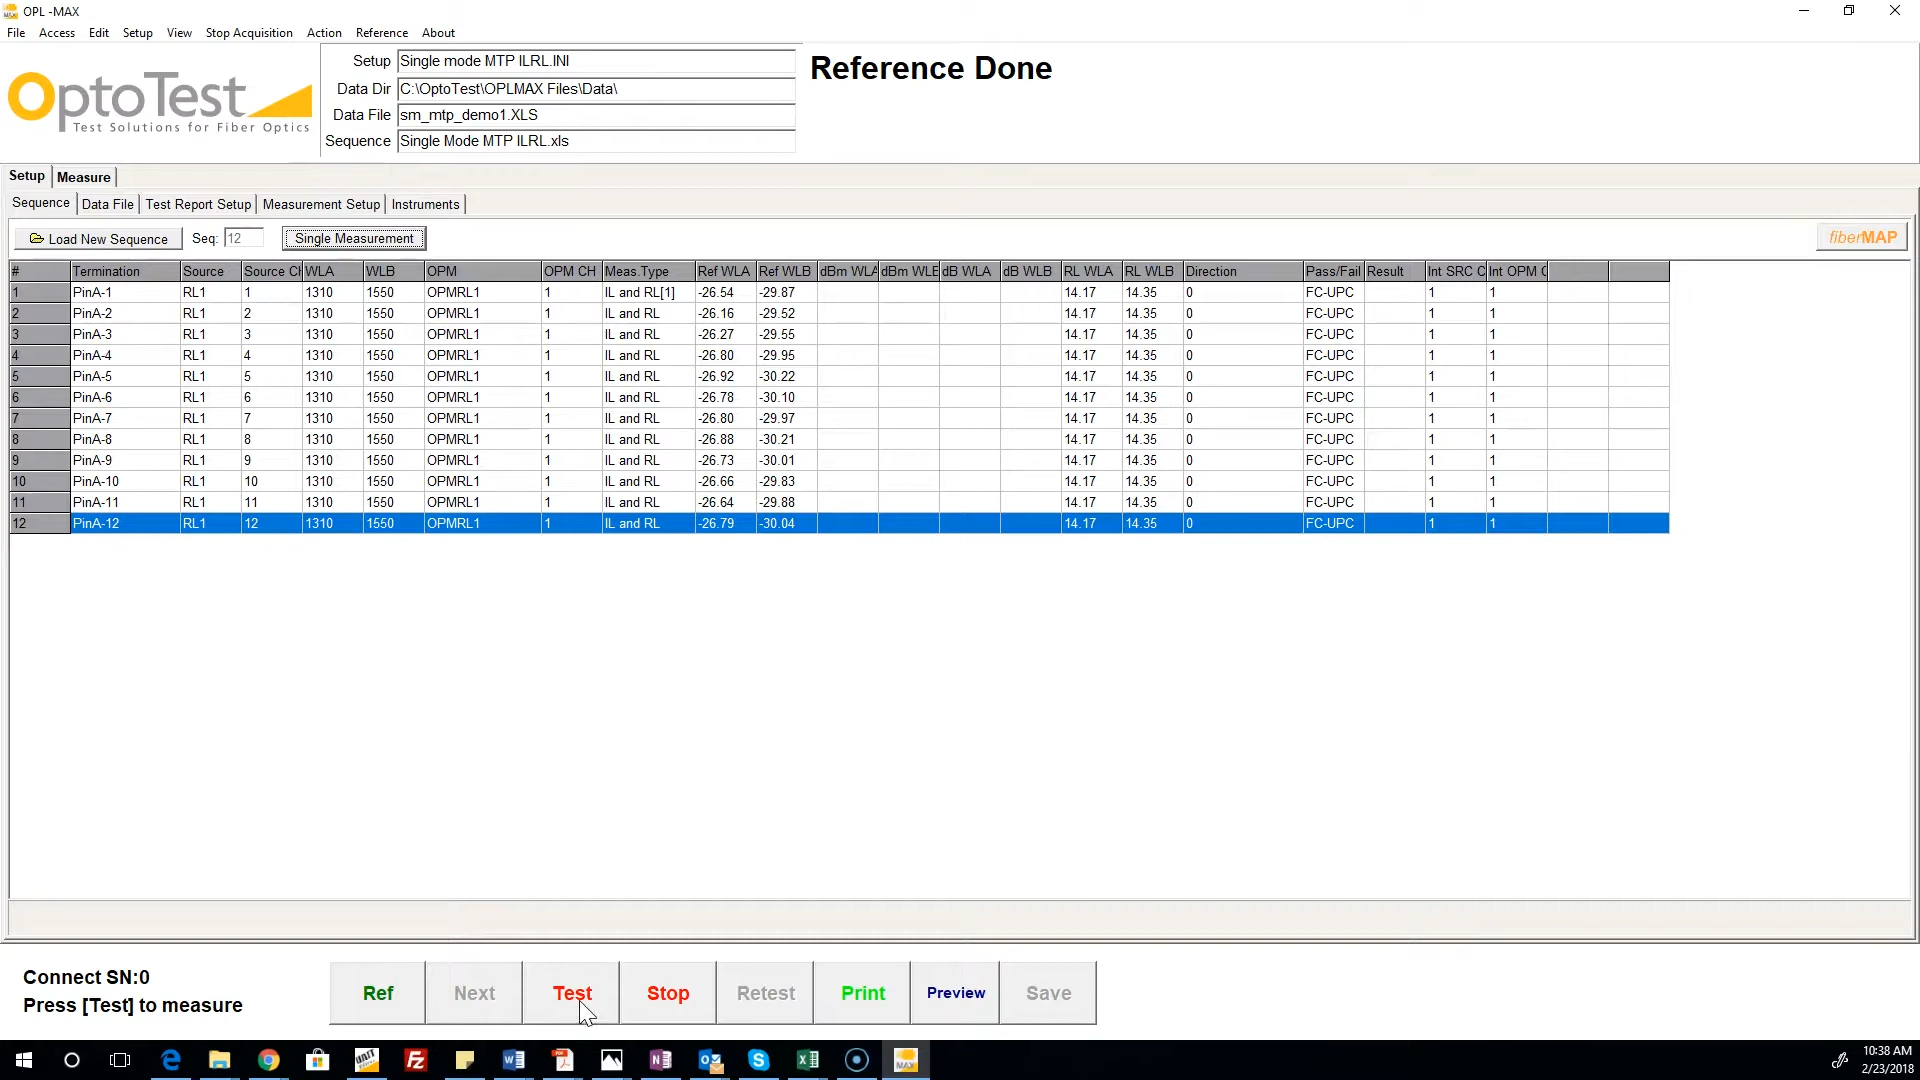 OPL -MAX
File Access Edit Setup View Stop Acquisition Action Reference About
OptoTest
Test Solutions for Fiber Optics
Setup Single mode MTP ILRL.INI
Data Dir C:\OptoTest\OPLMAX Files\Data\
Data File sm_mtp_demo1.XLS
Sequence Single Mode MTP ILRL.xls
Reference Done
Setup Measure
Sequence Data File Test Report Setup Measurement Setup Instruments
Load New Sequence Seq: 12 Single Measurement fiberMAP
# Termination Source Source CH WLA WLB OPM OPM CH Meas.Type Ref WLA Ref WLB dBm WLA dBm WLB dB WLA dB WLB RL WLA RL WLB Direction Pass/Fail Result Int SRC C Int OPM C
1 PinA-1 RL1 1 1310 1550 OPMRL1 1 IL and RL[1] -26.54 -29.87 14.17 14.35 0 FC-UPC 1 1
2 PinA-2 RL1 2 1310 1550 OPMRL1 1 IL and RL -26.16 -29.52 14.17 14.35 0 FC-UPC 1 1
3 PinA-3 RL1 3 1310 1550 OPMRL1 1 IL and RL -26.27 -29.55 14.17 14.35 0 FC-UPC 1 1
4 PinA-4 RL1 4 1310 1550 OPMRL1 1 IL and RL -26.80 -29.95 14.17 14.35 0 FC-UPC 1 1
5 PinA-5 RL1 5 1310 1550 OPMRL1 1 IL and RL -26.92 -30.22 14.17 14.35 0 FC-UPC 1 1
6 PinA-6 RL1 6 1310 1550 OPMRL1 1 IL and RL -26.78 -30.10 14.17 14.35 0 FC-UPC 1 1
7 PinA-7 RL1 7 1310 1550 OPMRL1 1 IL and RL -26.80 -29.97 14.17 14.35 0 FC-UPC 1 1
8 PinA-8 RL1 8 1310 1550 OPMRL1 1 IL and RL -26.88 -30.21 14.17 14.35 0 FC-UPC 1 1
9 PinA-9 RL1 9 1310 1550 OPMRL1 1 IL and RL -26.73 -30.01 14.17 14.35 0 FC-UPC 1 1
10 PinA-10 RL1 10 1310 1550 OPMRL1 1 IL and RL -26.66 -29.83 14.17 14.35 0 FC-UPC 1 1
11 PinA-11 RL1 11 1310 1550 OPMRL1 1 IL and RL -26.64 -29.88 14.17 14.35 0 FC-UPC 1 1
12 PinA-12 RL1 12 1310 1550 OPMRL1 1 IL and RL -26.79 -30.04 14.17 14.35 0 FC-UPC 1 1
Connect SN:0
Press [Test] to measure
Ref Next Test Stop Retest Print Preview Save
10:38 AM
2/23/2018